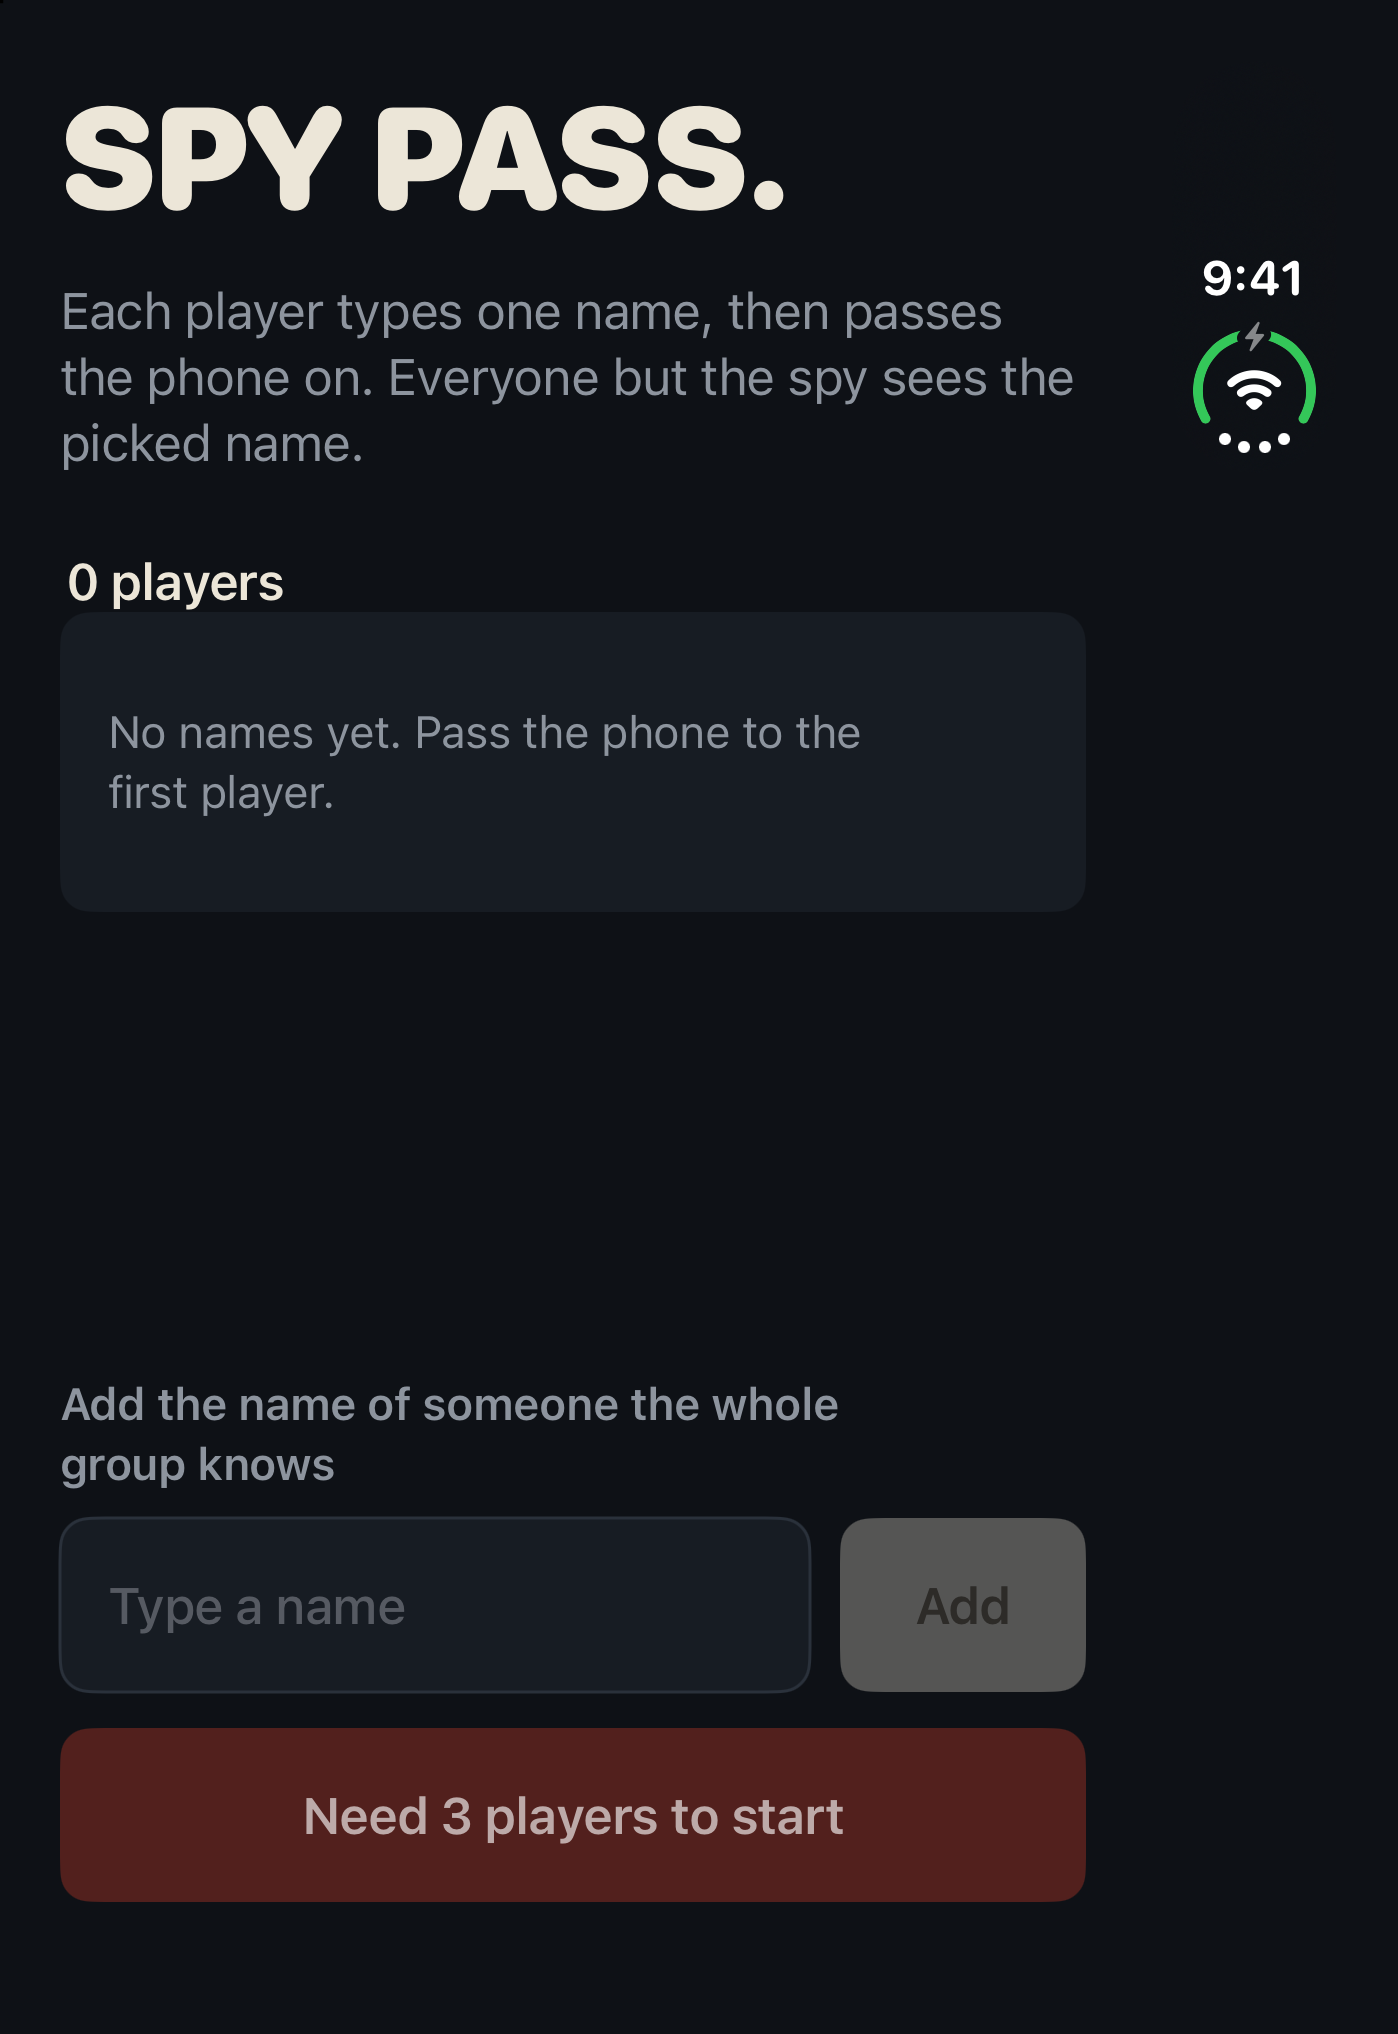 SPY PASS.
9:41
Each player types one name, then passes
the phone on. Everyone but the spy sees the
picked name.
0 players
No names yet. Pass the phone to the
first player.
Add the name of someone the whole
group knows
Type a name
Add
Need 3 players to start